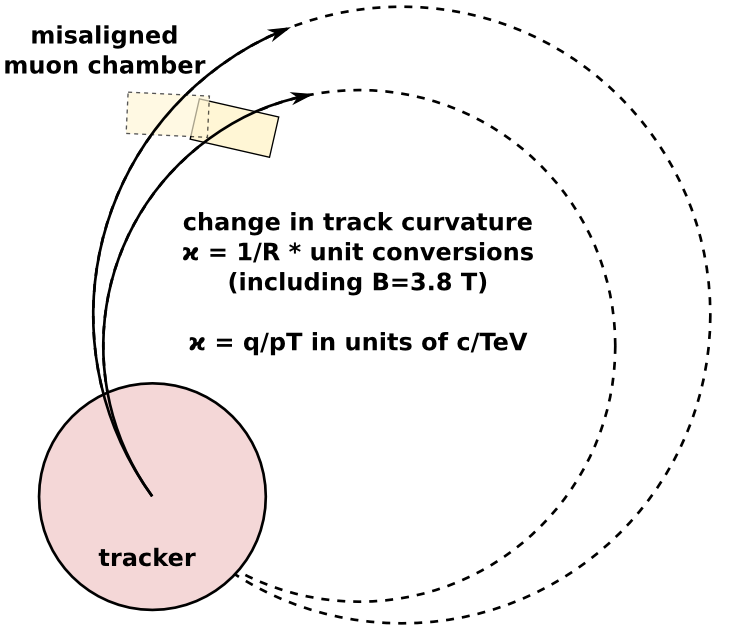 misaligned
muon chamber
change in track curvature
ϰ = 1/R * unit conversions
(including B=3.8 T)
ϰ = q/pT in units of c/TeV
tracker